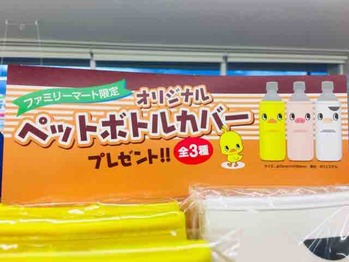 ファミリーマート限定
オリジナル
ペットボトルカバー
プレゼント!!
全3種